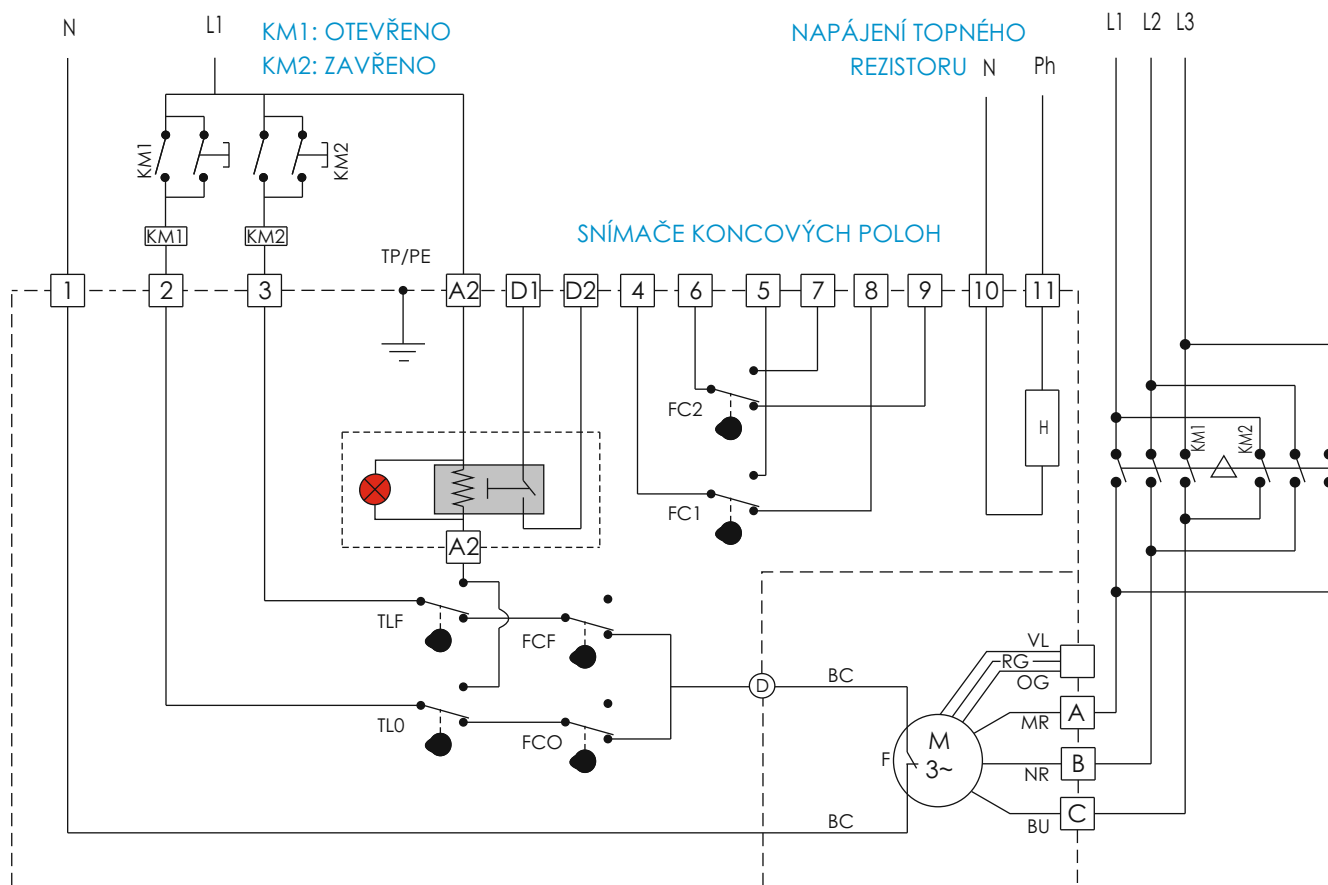 N
L1
KM1: OTEVŘENO
KM2: ZAVŘENO
NAPÁJENÍ TOPNÉHO
REZISTORU
N
Ph
L1
L2
L3
KM1
KM2
KM1
KM2
SNÍMAČE KONCOVÝCH POLOH
TP/PE
1
2
3
A2
D1
D2
4
6
5
7
8
9
10
11
FC2
H
KM1
KM2
FC1
A2
TLF
FCF
TL0
FCO
D
BC
VL
RG
OG
MR
A
F
M
3~
NR
B
BU
C
BC